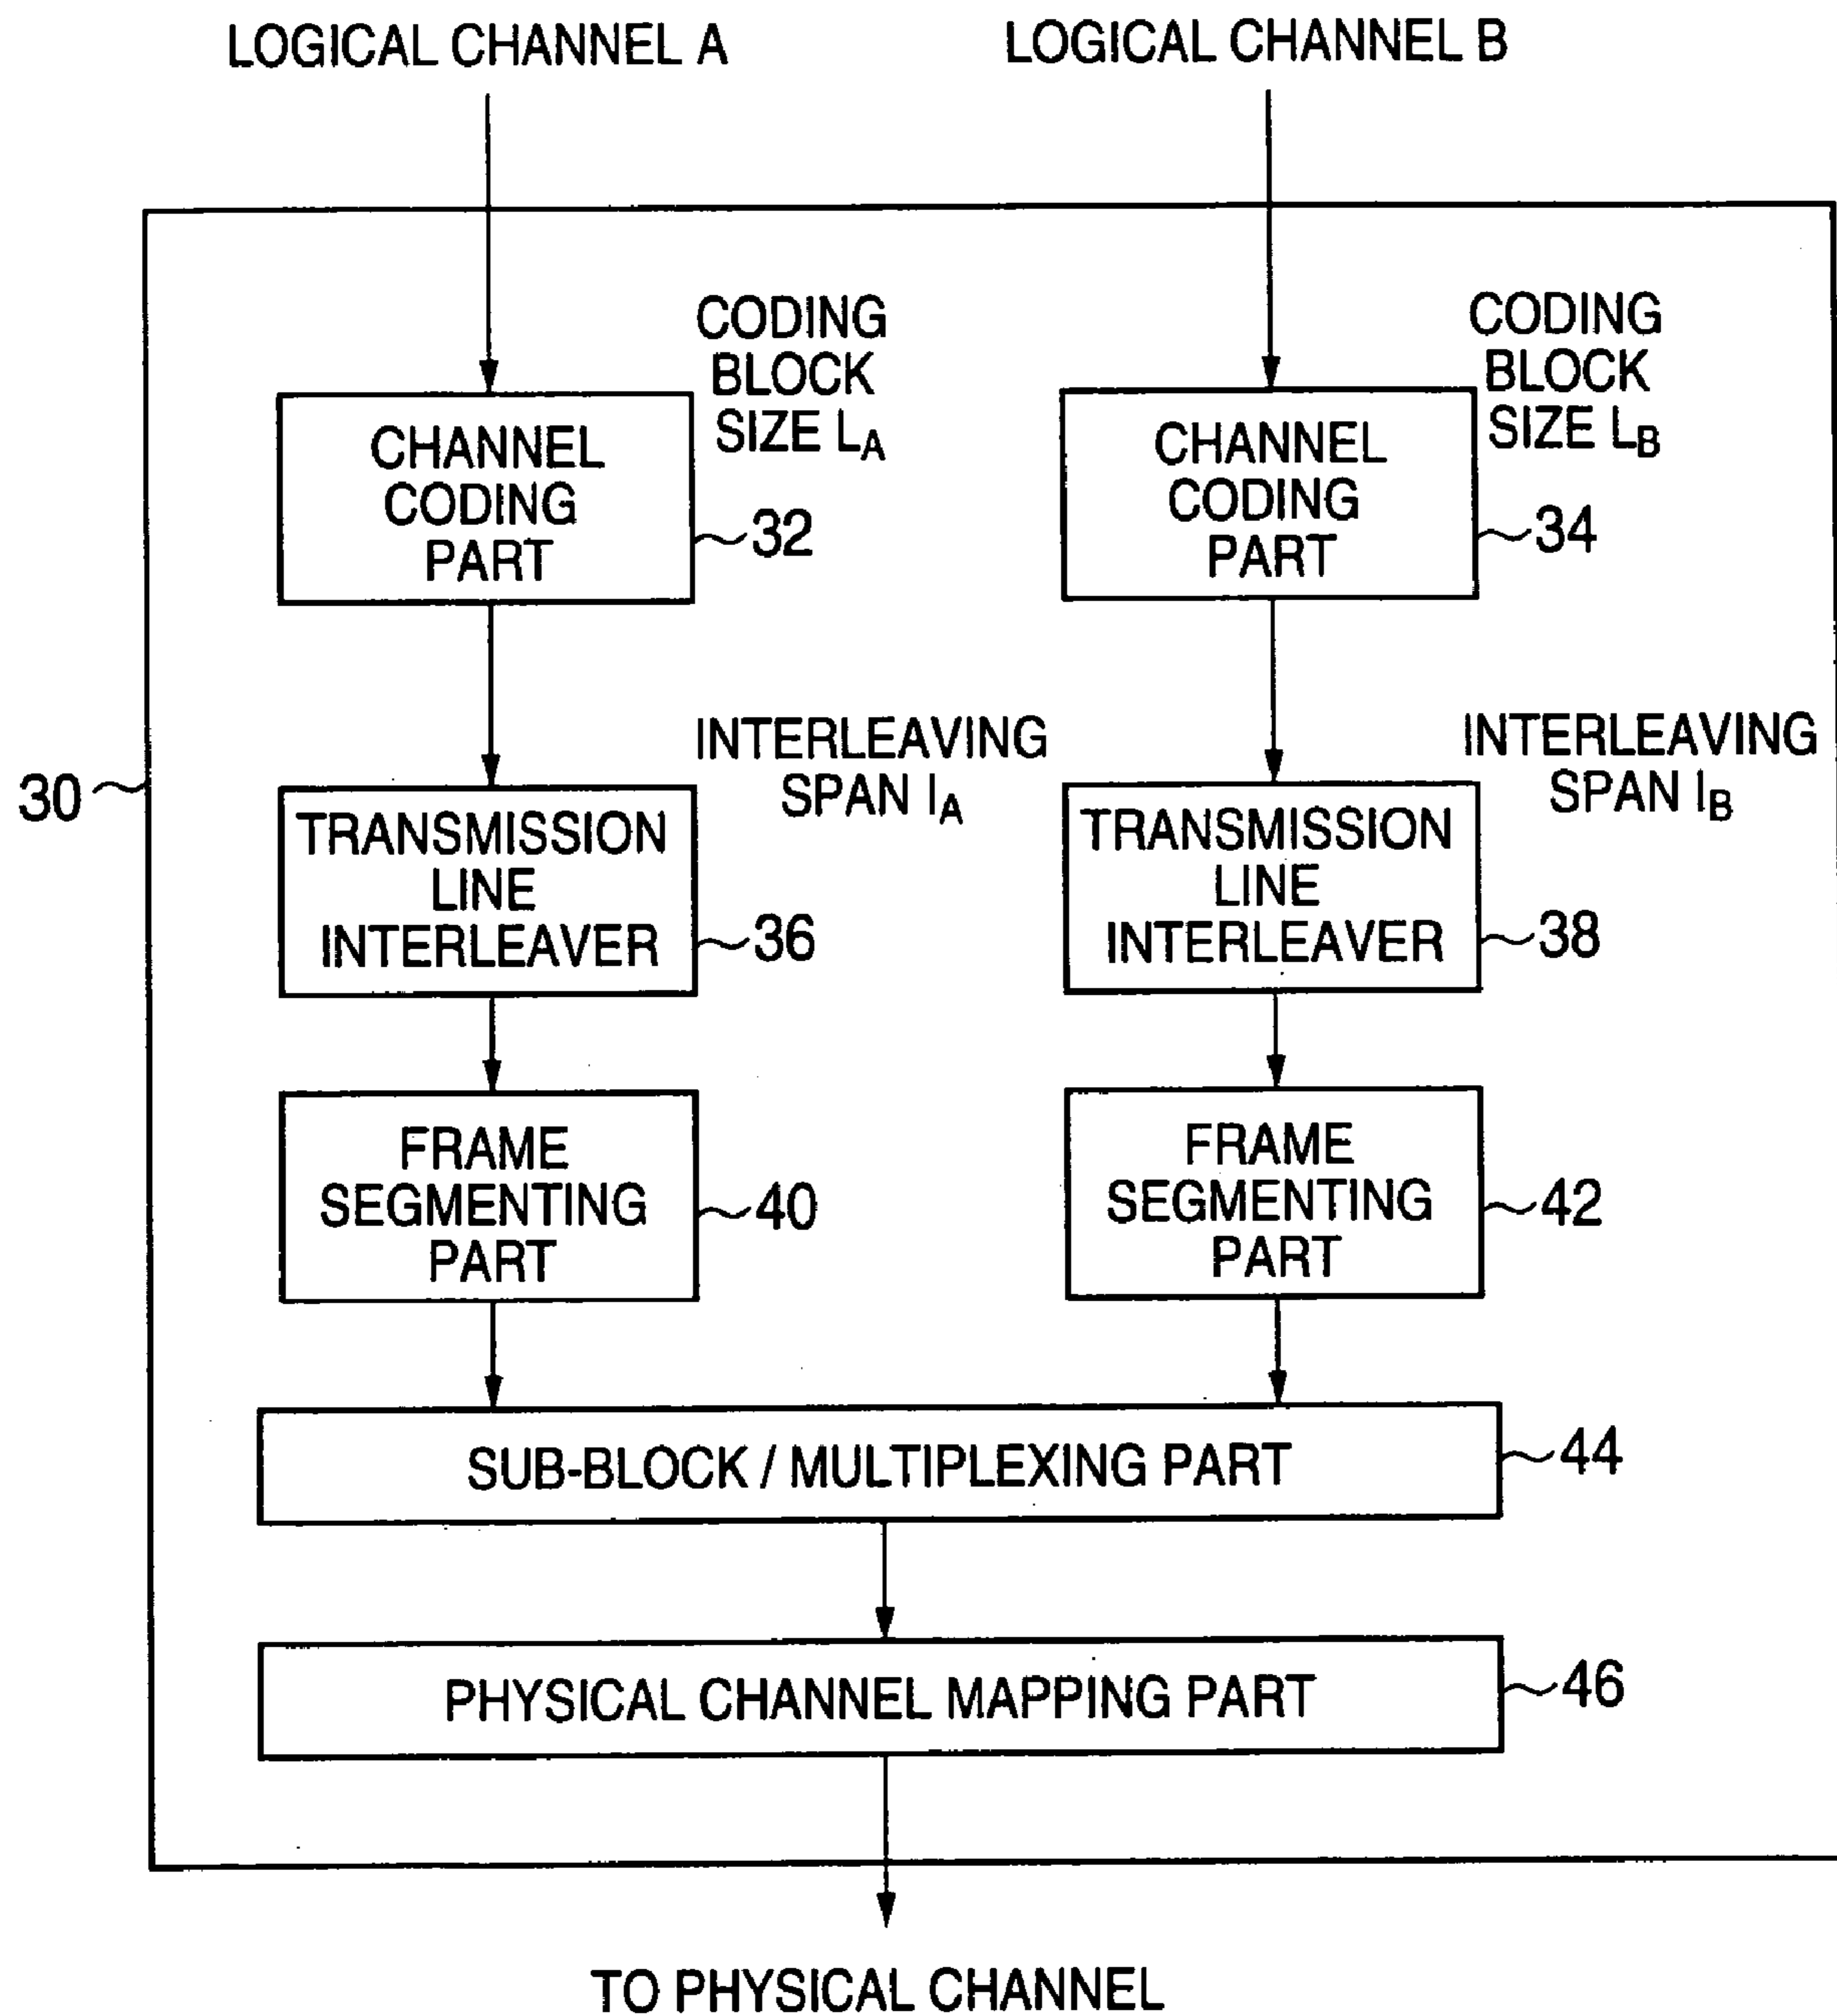 LOGICAL CHANNEL A
LOGICAL CHANNEL B
CODING
BLOCK
SIZE LA
CHANNEL
CODING
PART
32
CODING
BLOCK
SIZE LB
CHANNEL
CODING
PART
34
30
INTERLEAVING
SPAN IA
TRANSMISSION
LINE
INTERLEAVER
36
INTERLEAVING
SPAN IB
TRANSMISSION
LINE
INTERLEAVER
38
FRAME
SEGMENTING
PART
40
FRAME
SEGMENTING
PART
42
SUB-BLOCK / MULTIPLEXING PART
44
PHYSICAL CHANNEL MAPPING PART
46
TO PHYSICAL CHANNEL